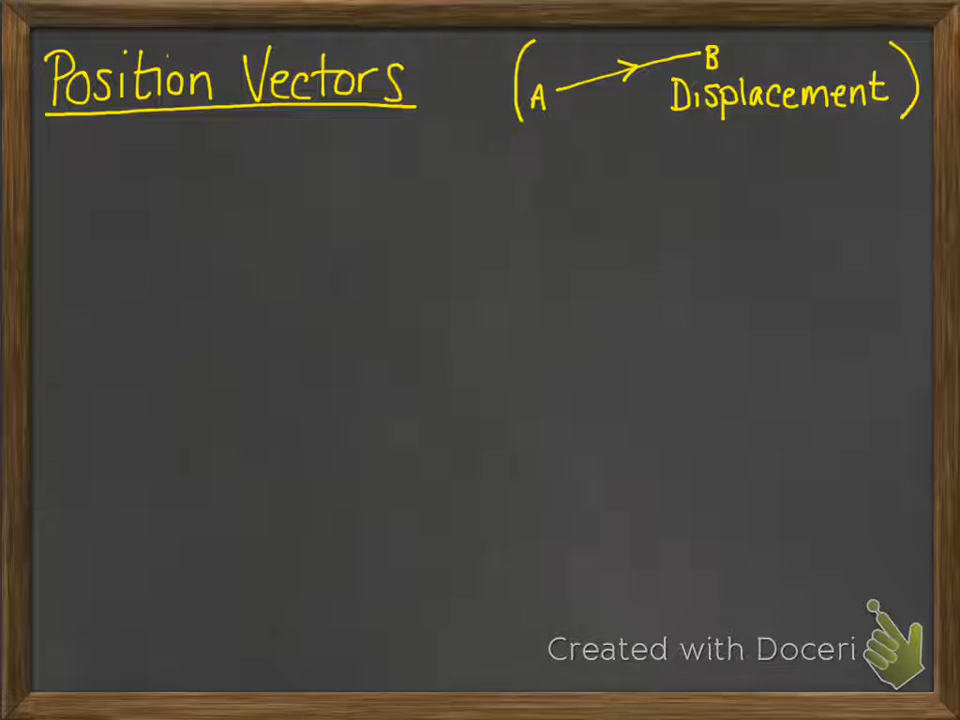 Position Vectors
(A B
Displacement)
Created with Doceri